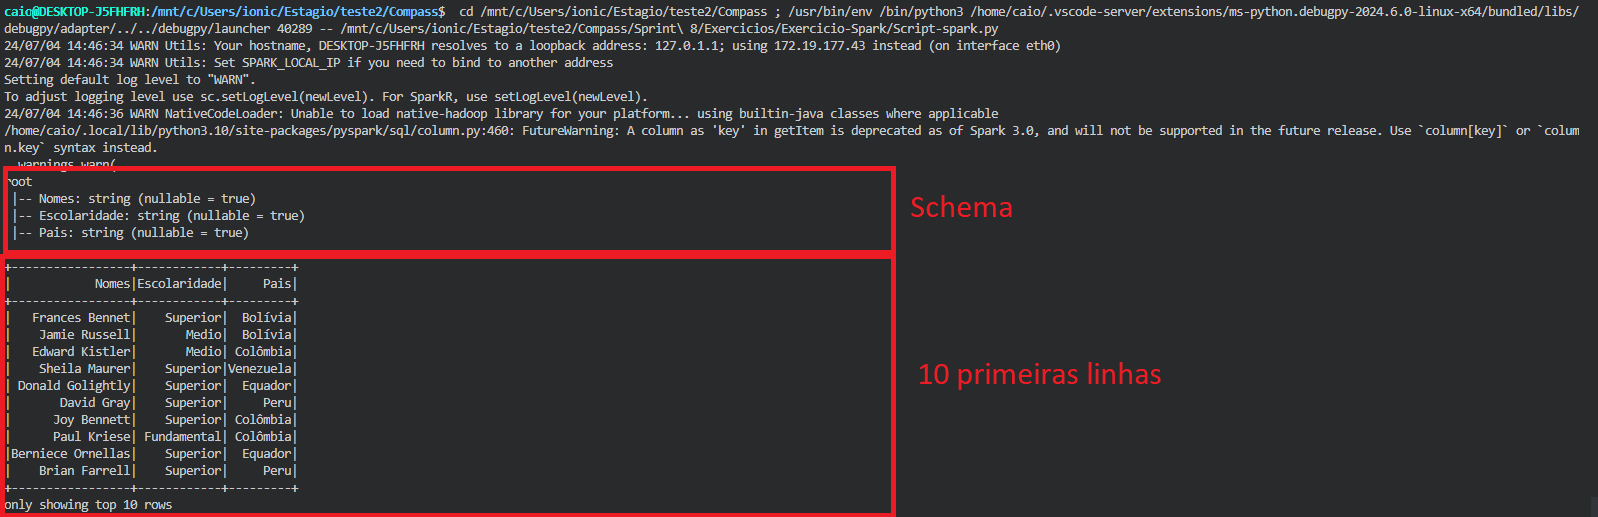 caio@DESKTOP-J5FHFRH:/mnt/c/Users/ionic/Estagio/teste2/Compass$  cd /mnt/c/Users/ionic/Estagio/teste2/Compass ; /usr/bin/env /bin/python3 /home/caio/.vscode-server/extensions/ms-python.debugpy-2024.6.0-linux-x64/bundled/libs/
debugpy/adapter/../../debugpy/launcher 40289 -- /mnt/c/Users/ionic/Estagio/teste2/Compass/Sprint\ 8/Exercicios/Exercicio-Spark/Script-spark.py
24/07/04 14:46:34 WARN Utils: Your hostname, DESKTOP-J5FHFRH resolves to a loopback address: 127.0.1.1; using 172.19.177.43 instead (on interface eth0)
24/07/04 14:46:34 WARN Utils: Set SPARK_LOCAL_IP if you need to bind to another address
Setting default log level to "WARN".
To adjust logging level use sc.setLogLevel(newLevel). For SparkR, use setLogLevel(newLevel).
24/07/04 14:46:36 WARN NativeCodeLoader: Unable to load native-hadoop library for your platform... using builtin-java classes where applicable
/home/caio/.local/lib/python3.10/site-packages/pyspark/sql/column.py:460: FutureWarning: A column as 'key' in getItem is deprecated as of Spark 3.0, and will not be supported in the future release. Use `column[key]` or `colum
n.key` syntax instead.
  warnings.warn(
root
 |-- Nomes: string (nullable = true)
 |-- Escolaridade: string (nullable = true)
 |-- Pais: string (nullable = true)
Schema
+-----------------+------------+---------+
|            Nomes|Escolaridade|     Pais|
+-----------------+------------+---------+
|   Frances Bennet|    Superior|  Bolívia|
|    Jamie Russell|       Medio|  Bolívia|
|   Edward Kistler|       Medio| Colômbia|
|    Sheila Maurer|    Superior|Venezuela|
| Donald Golightly|    Superior|  Equador|
|       David Gray|    Superior|     Peru|
|      Joy Bennett|    Superior| Colômbia|
|      Paul Kriese| Fundamental| Colômbia|
|Berniece Ornellas|    Superior|  Equador|
|    Brian Farrell|    Superior|     Peru|
+-----------------+------------+---------+
only showing top 10 rows
10 primeiras linhas